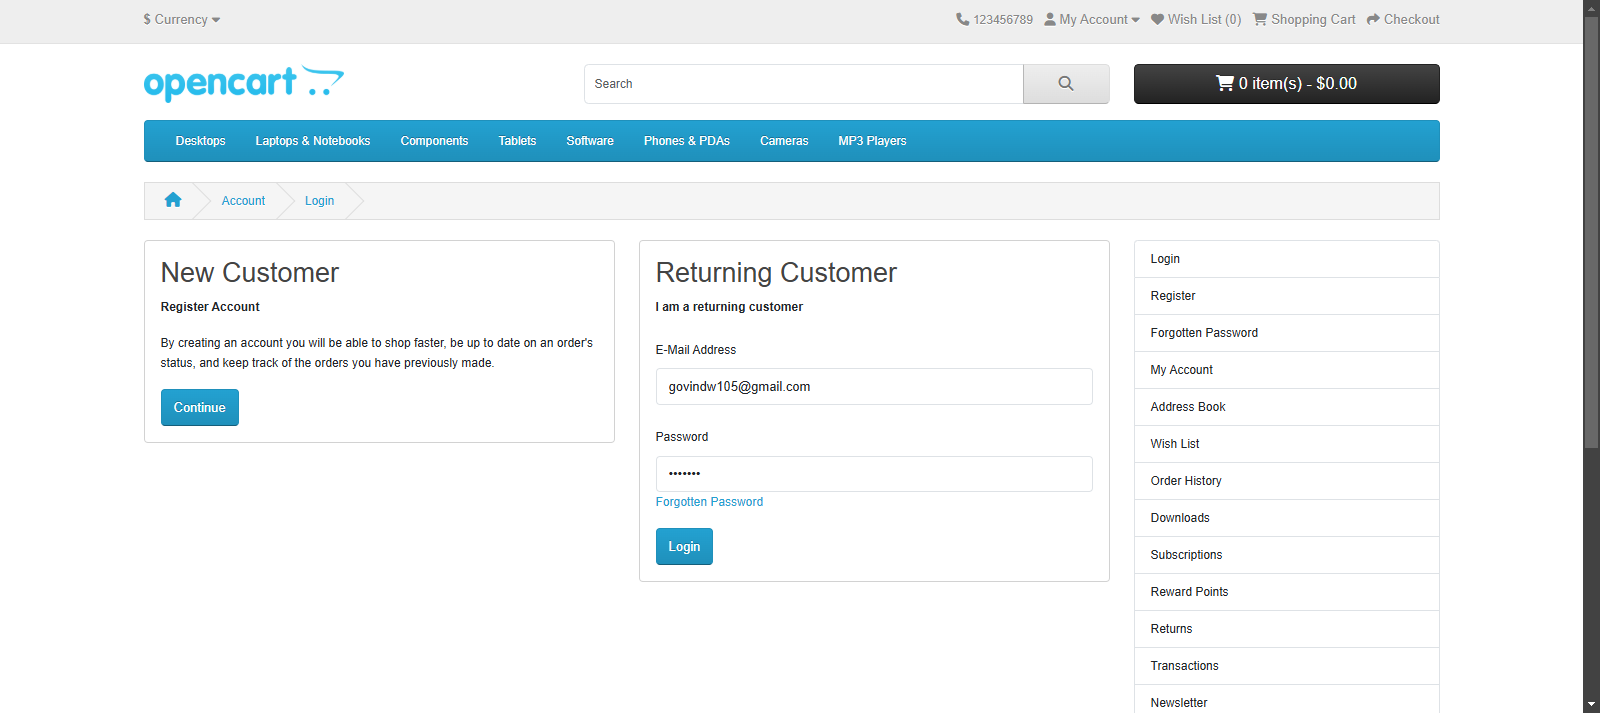 $ Currency
123456789 My Account Wish List (0) Shopping Cart Checkout
opencart
Search
0 item(s) - $0.00
Desktops Laptops & Notebooks Components Tablets Software Phones & PDAs Cameras MP3 Players
Account Login
New Customer
Register Account
By creating an account you will be able to shop faster, be up to date on an order's
status, and keep track of the orders you have previously made.
Continue
Returning Customer
I am a returning customer
E-Mail Address
govindw105@gmail.com
Password
•••••••
Forgotten Password
Login
Login
Register
Forgotten Password
My Account
Address Book
Wish List
Order History
Downloads
Subscriptions
Reward Points
Returns
Transactions
Newsletter